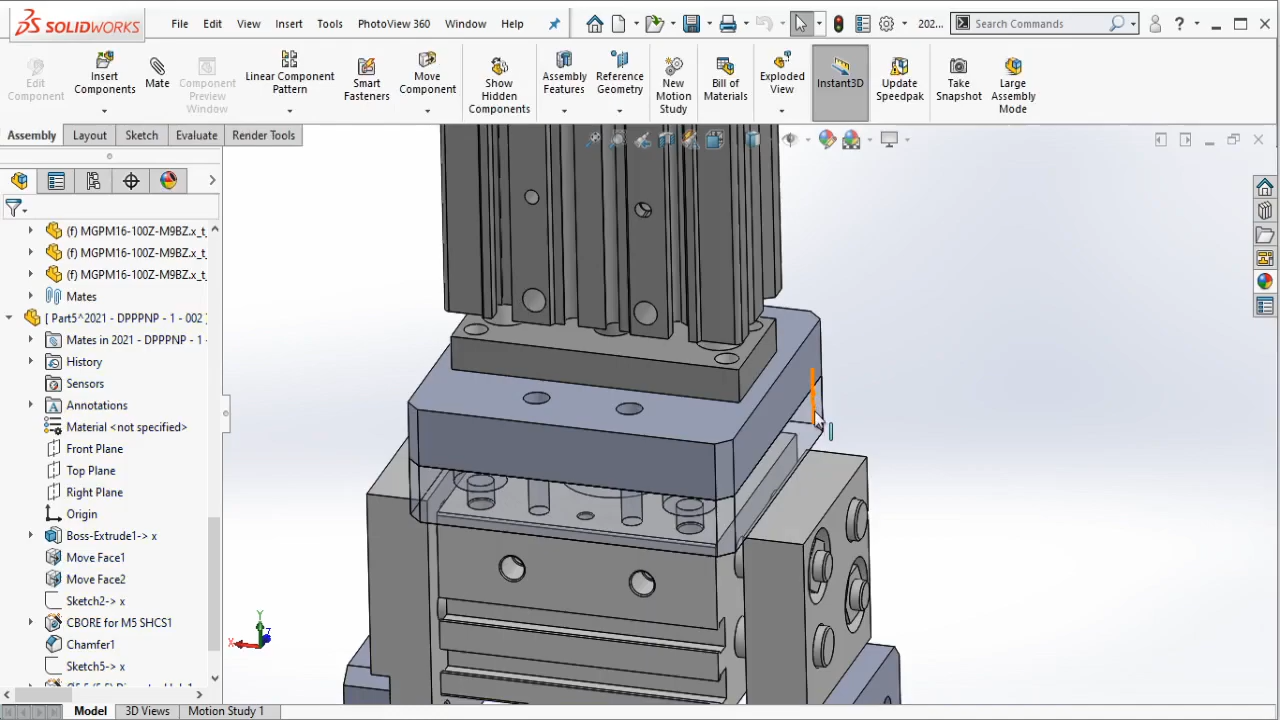 SOLIDWORKS
File Edit View Insert Tools PhotoView 360 Window Help
202...
Search Commands
Edit Component
Insert Components
Mate
Component Preview Window
Linear Component Pattern
Smart Fasteners
Move Component
Show Hidden Components
Assembly Features
Reference Geometry
New Motion Study
Bill of Materials
Exploded View
Instant3D
Update Speedpak
Take Snapshot
Large Assembly Mode
Assembly Layout Sketch Evaluate Render Tools
(f) MGPM16-100Z-M9BZ.x_t_
(f) MGPM16-100Z-M9BZ.x_t_
(f) MGPM16-100Z-M9BZ.x_t_
Mates
[ Part5^2021 - DPPPNP - 1 - 002 ]
Mates in 2021 - DPPPNP - 1 -
History
Sensors
Annotations
Material <not specified>
Front Plane
Top Plane
Right Plane
Origin
Boss-Extrude1-> x
Move Face1
Move Face2
Sketch2-> x
CBORE for M5 SHCS1
Chamfer1
Sketch5-> x
Y
X
Z
Model 3D Views Motion Study 1